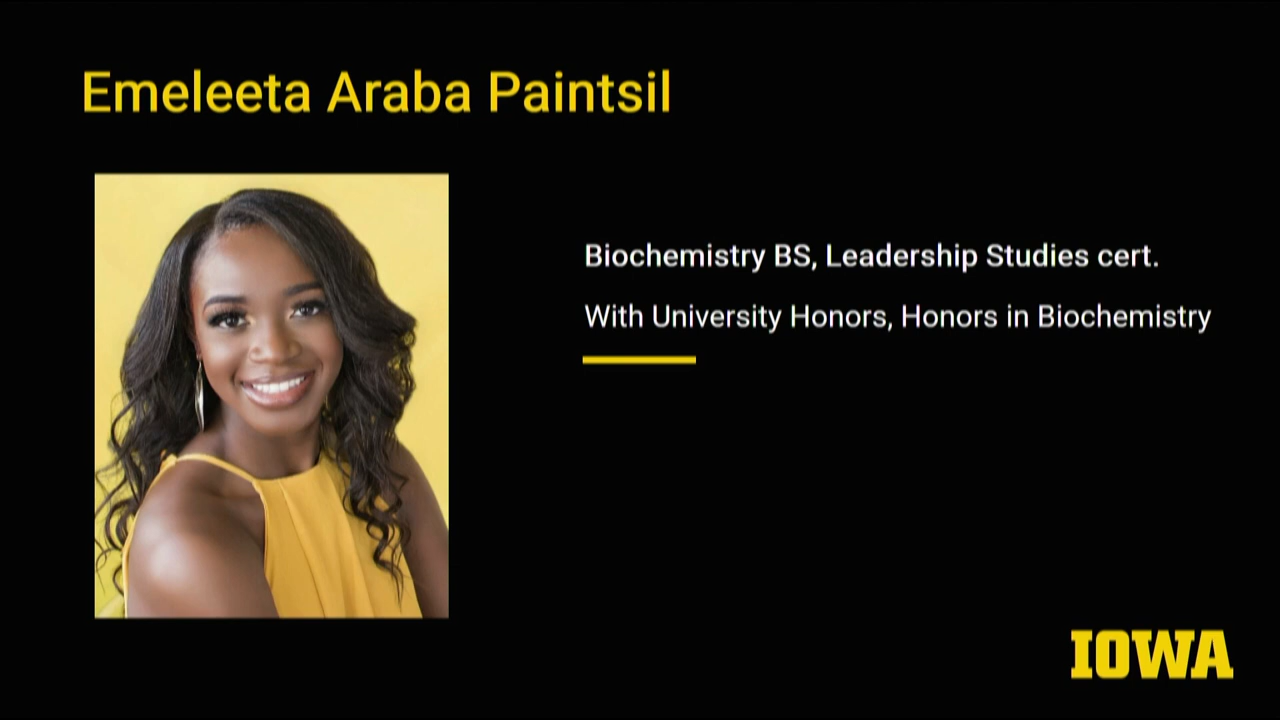 Emeleeta Araba Paintsil
Biochemistry BS, Leadership Studies cert.
With University Honors, Honors in Biochemistry
IOWA